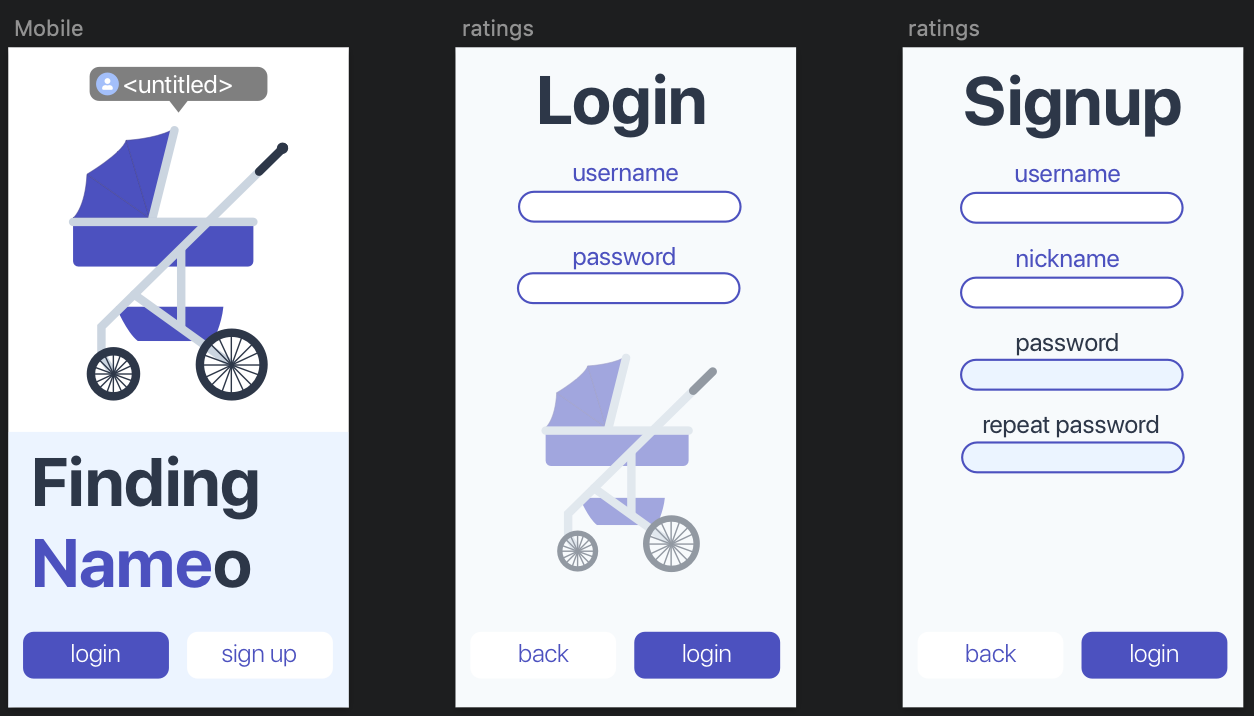 Mobile
<untitled>
Finding
Nameo
login
sign up
ratings
Login
username
password
back
login
ratings
Signup
username
nickname
password
repeat password
back
login